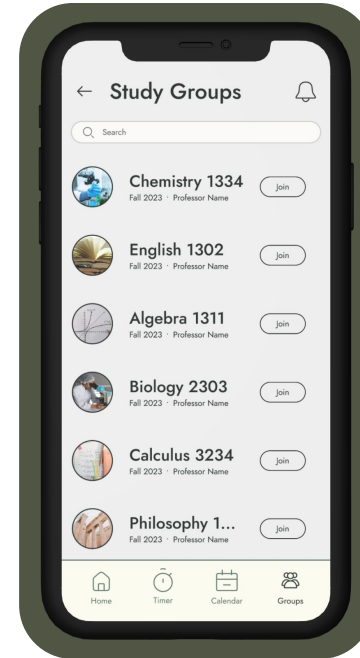 Study Groups
Search
Chemistry 1334
Fall 2023 · Professor Name
Join
English 1302
Fall 2023 · Professor Name
Join
Algebra 1311
Fall 2023 · Professor Name
Join
Biology 2303
Fall 2023 · Professor Name
Join
Calculus 3234
Fall 2023 · Professor Name
Join
Philosophy 1...
Fall 2023 · Professor Name
Join
Home
Timer
Calendar
Groups